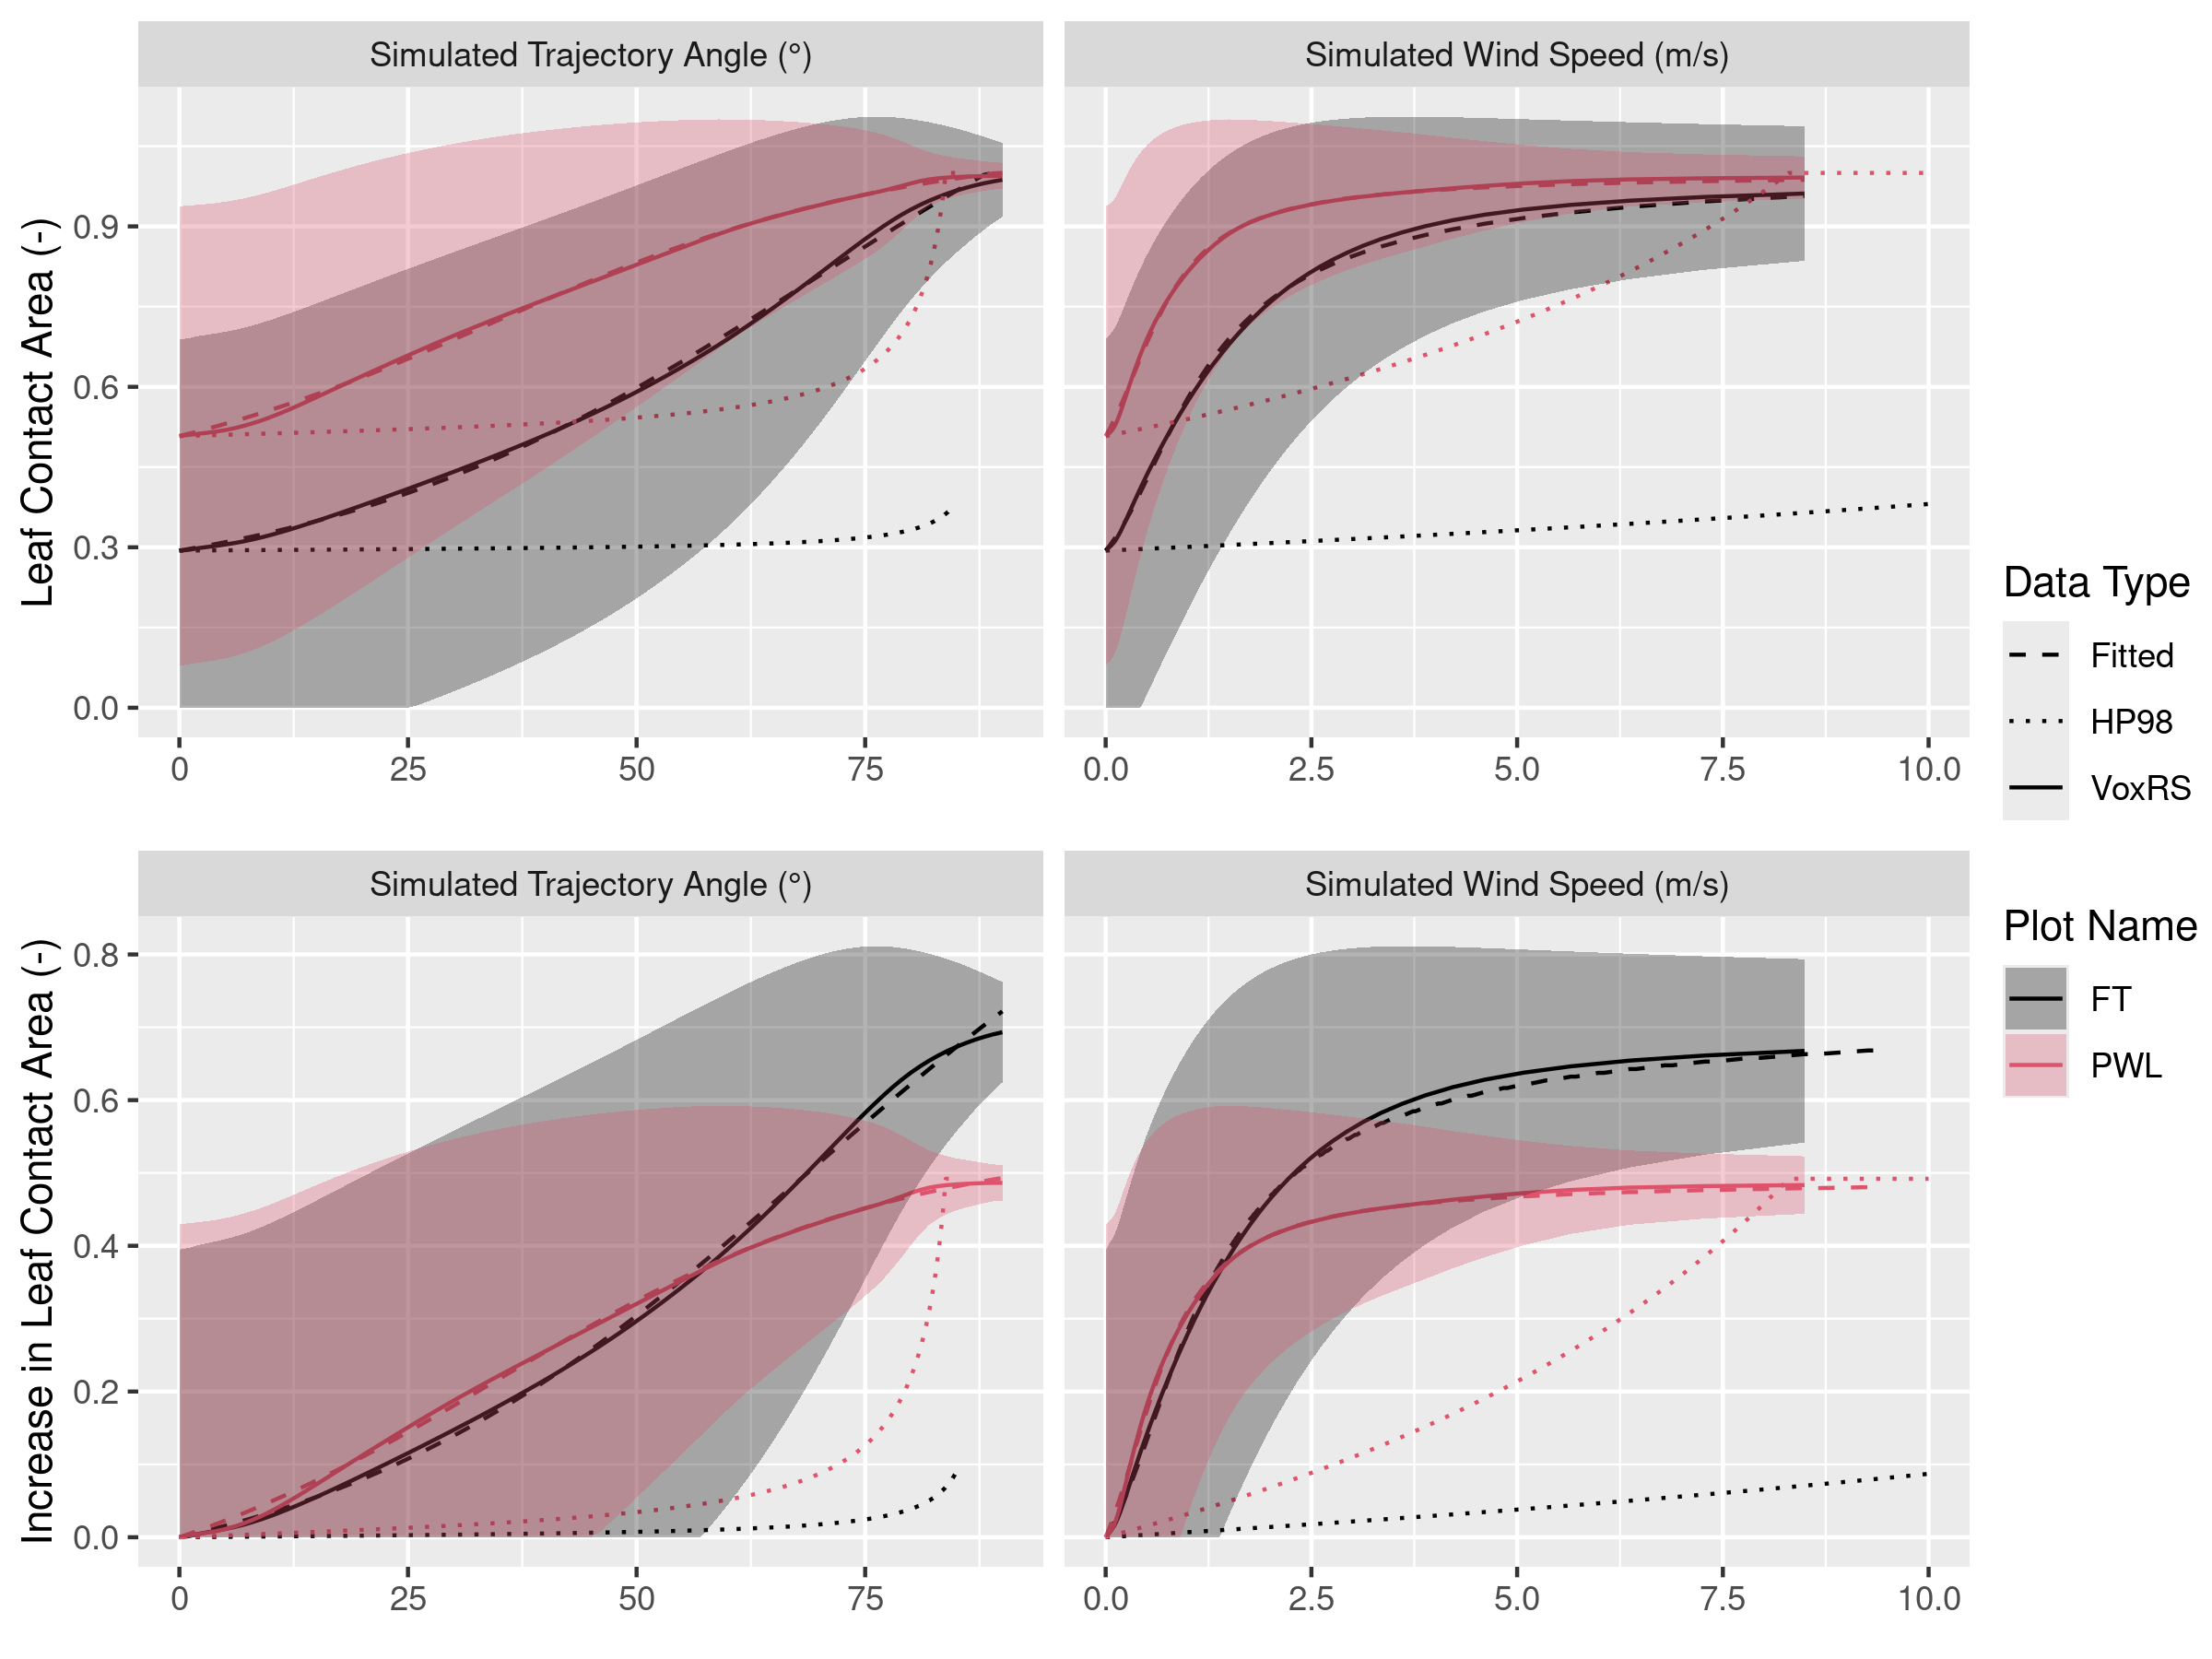 Simulated Trajectory Angle (°)
Simulated Wind Speed (m/s)
Leaf Contact Area (-)
0.9
0.6
0.3
0.0
0 25 50 75
0.0 2.5 5.0 7.5 10.0
Simulated Trajectory Angle (°)
Simulated Wind Speed (m/s)
Increase in Leaf Contact Area (-)
0.8
0.6
0.4
0.2
0.0
0 25 50 75
0.0 2.5 5.0 7.5 10.0
Data Type
Fitted
HP98
VoxRS
Plot Name
FT
PWL